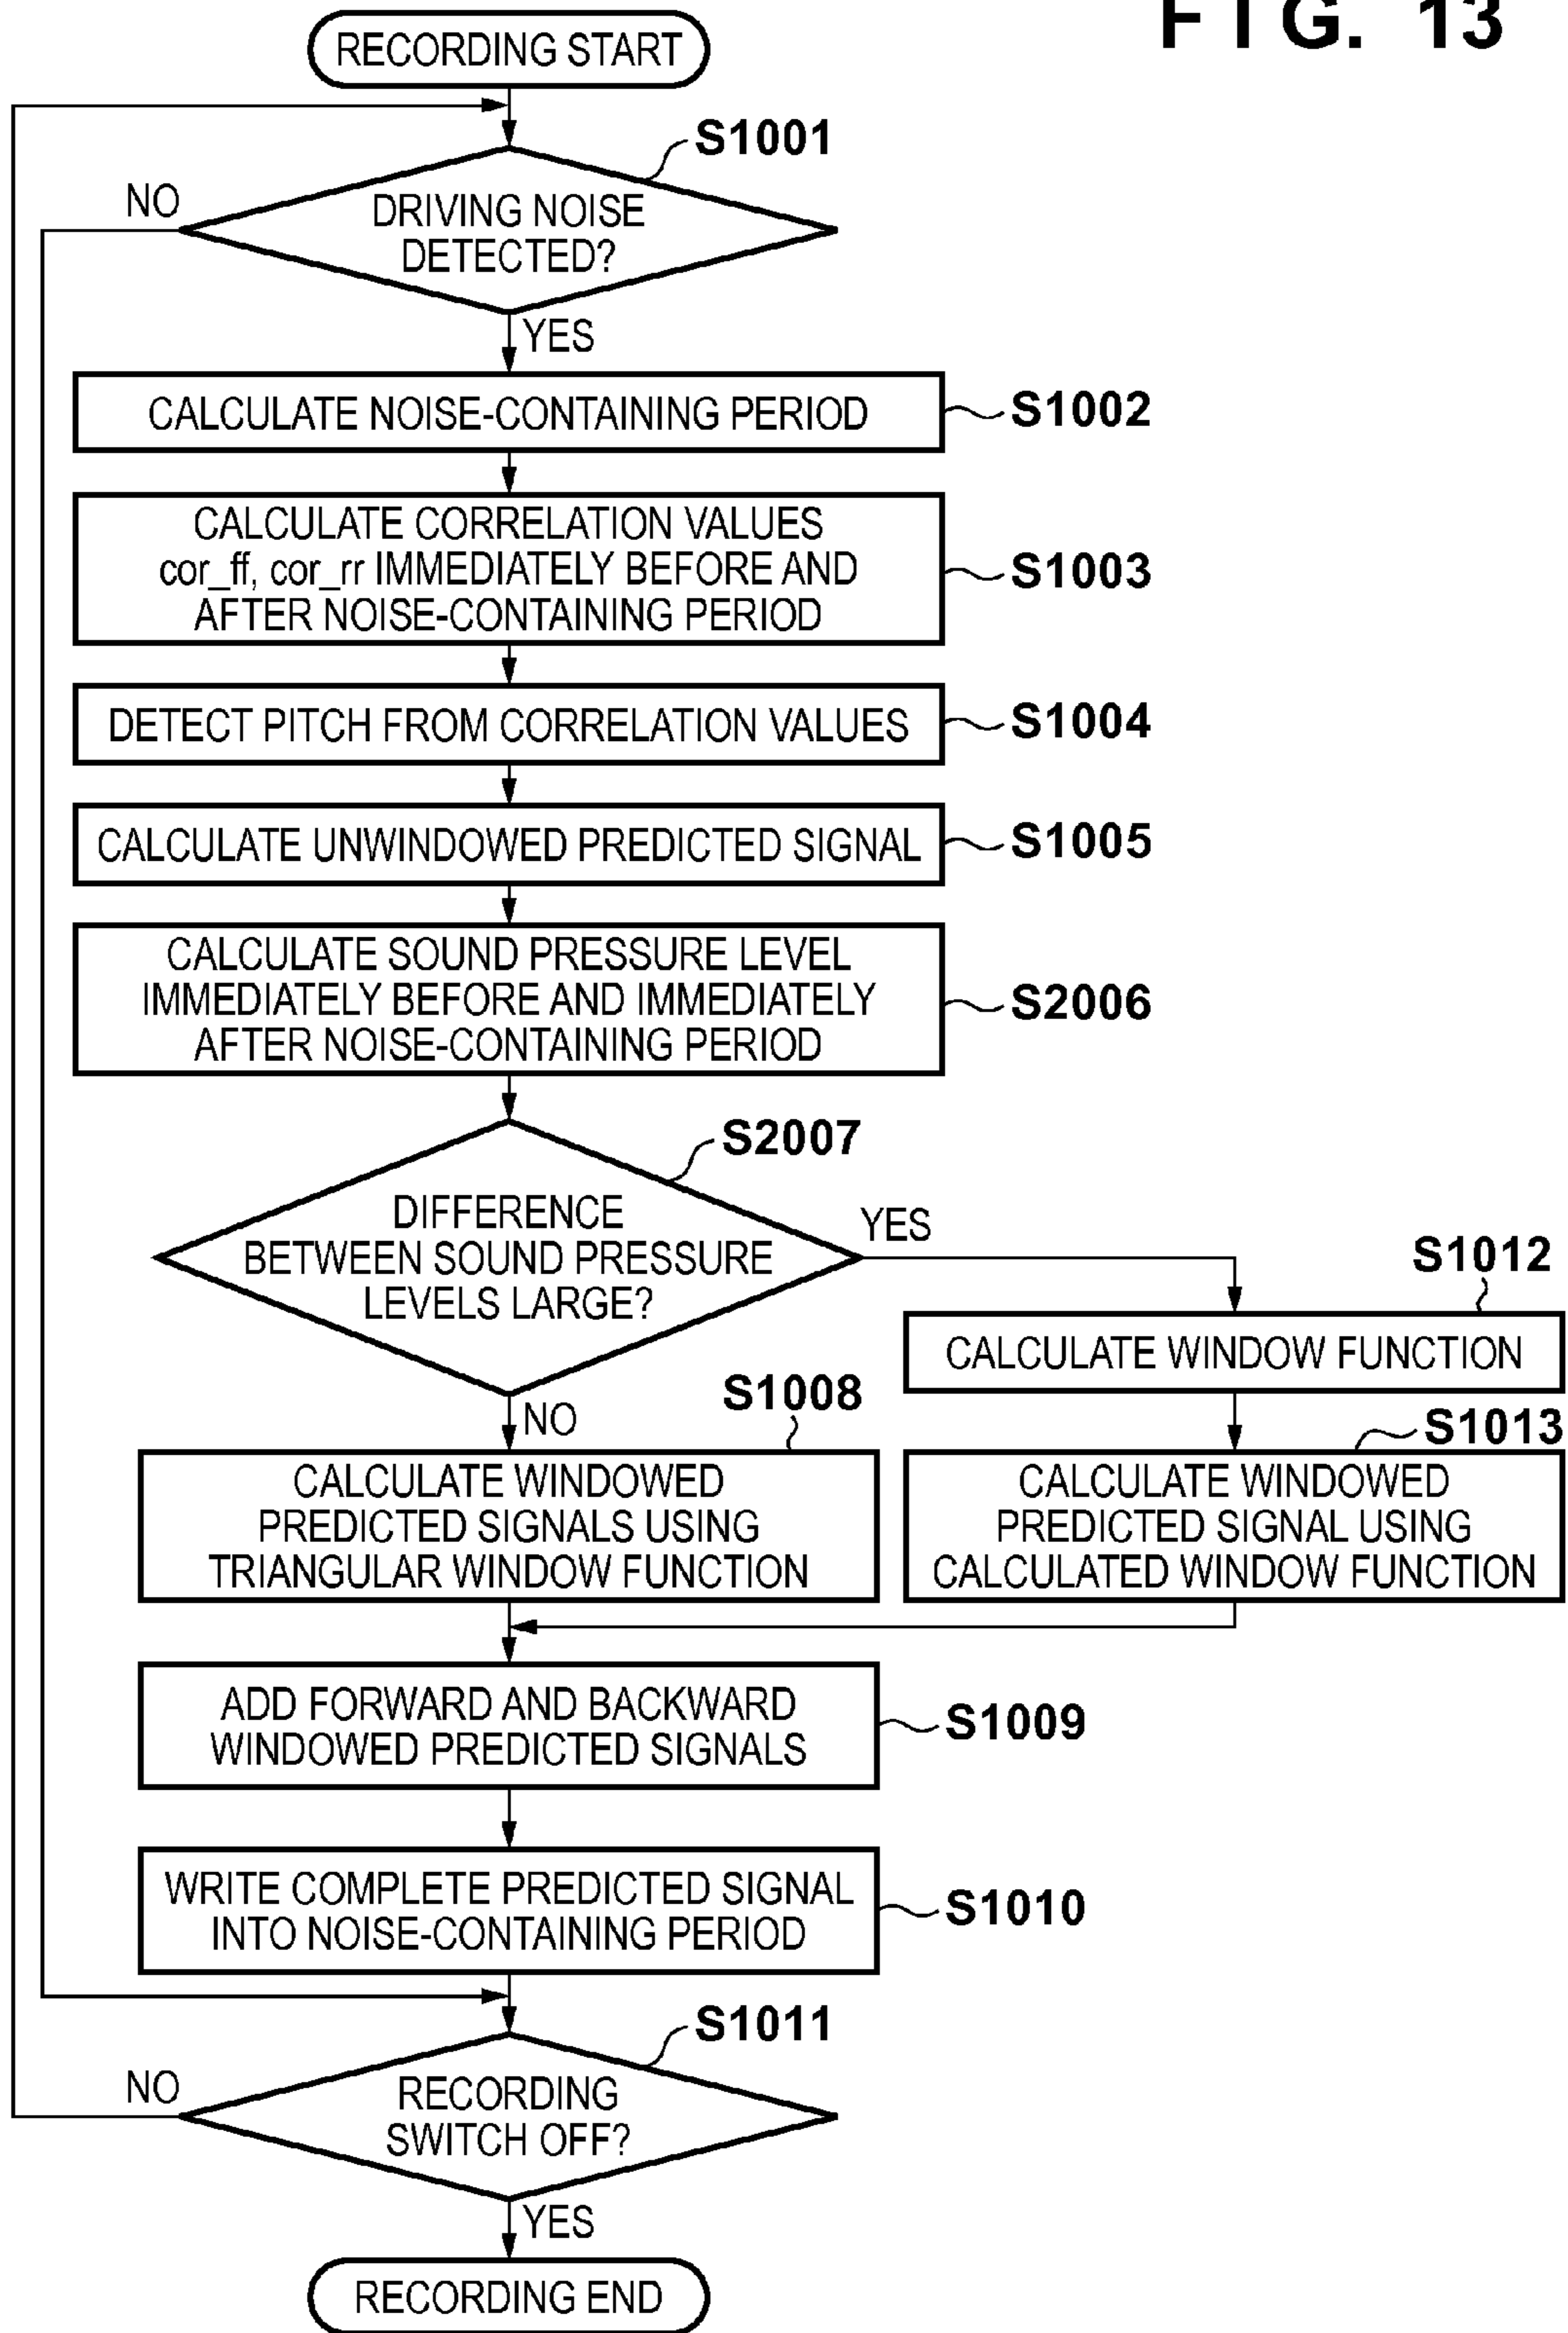 FIG. 13
RECORDING START
S1001
NO
DRIVING NOISE
DETECTED?
YES
CALCULATE NOISE-CONTAINING PERIOD
S1002
CALCULATE CORRELATION VALUES
cor_ff, cor_rr IMMEDIATELY BEFORE AND
AFTER NOISE-CONTAINING PERIOD
S1003
DETECT PITCH FROM CORRELATION VALUES
S1004
CALCULATE UNWINDOWED PREDICTED SIGNAL
S1005
CALCULATE SOUND PRESSURE LEVEL
IMMEDIATELY BEFORE AND IMMEDIATELY
AFTER NOISE-CONTAINING PERIOD
S2006
S2007
DIFFERENCE
BETWEEN SOUND PRESSURE
LEVELS LARGE?
YES
S1012
CALCULATE WINDOW FUNCTION
NO
S1008
S1013
CALCULATE WINDOWED
PREDICTED SIGNALS USING
TRIANGULAR WINDOW FUNCTION
CALCULATE WINDOWED
PREDICTED SIGNAL USING
CALCULATED WINDOW FUNCTION
ADD FORWARD AND BACKWARD
WINDOWED PREDICTED SIGNALS
S1009
WRITE COMPLETE PREDICTED SIGNAL
INTO NOISE-CONTAINING PERIOD
S1010
S1011
NO
RECORDING
SWITCH OFF?
YES
RECORDING END